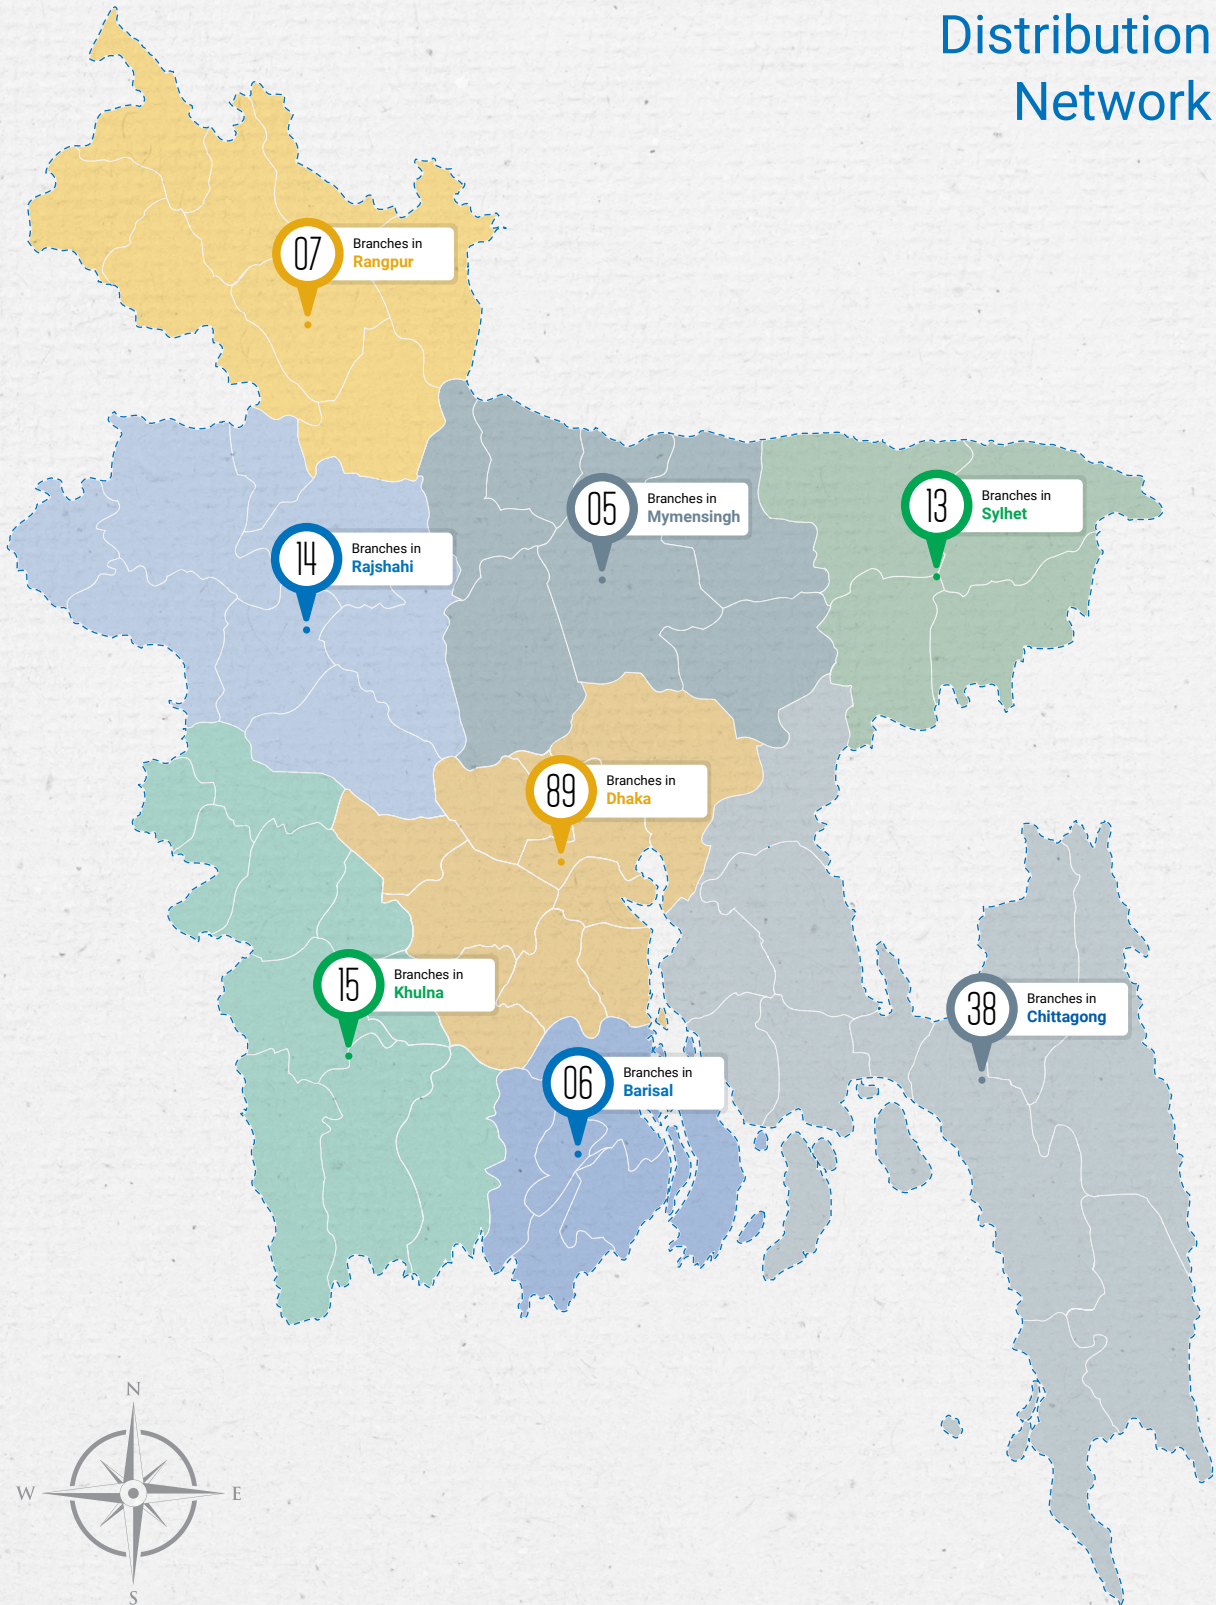 Distribution
Network
07
Branches in
Rangpur
05
Branches in
Mymensingh
13
Branches in
Sylhet
14
Branches in
Rajshahi
89
Branches in
Dhaka
15
Branches in
Khulna
38
Branches in
Chittagong
06
Branches in
Barisal
N
W
E
S